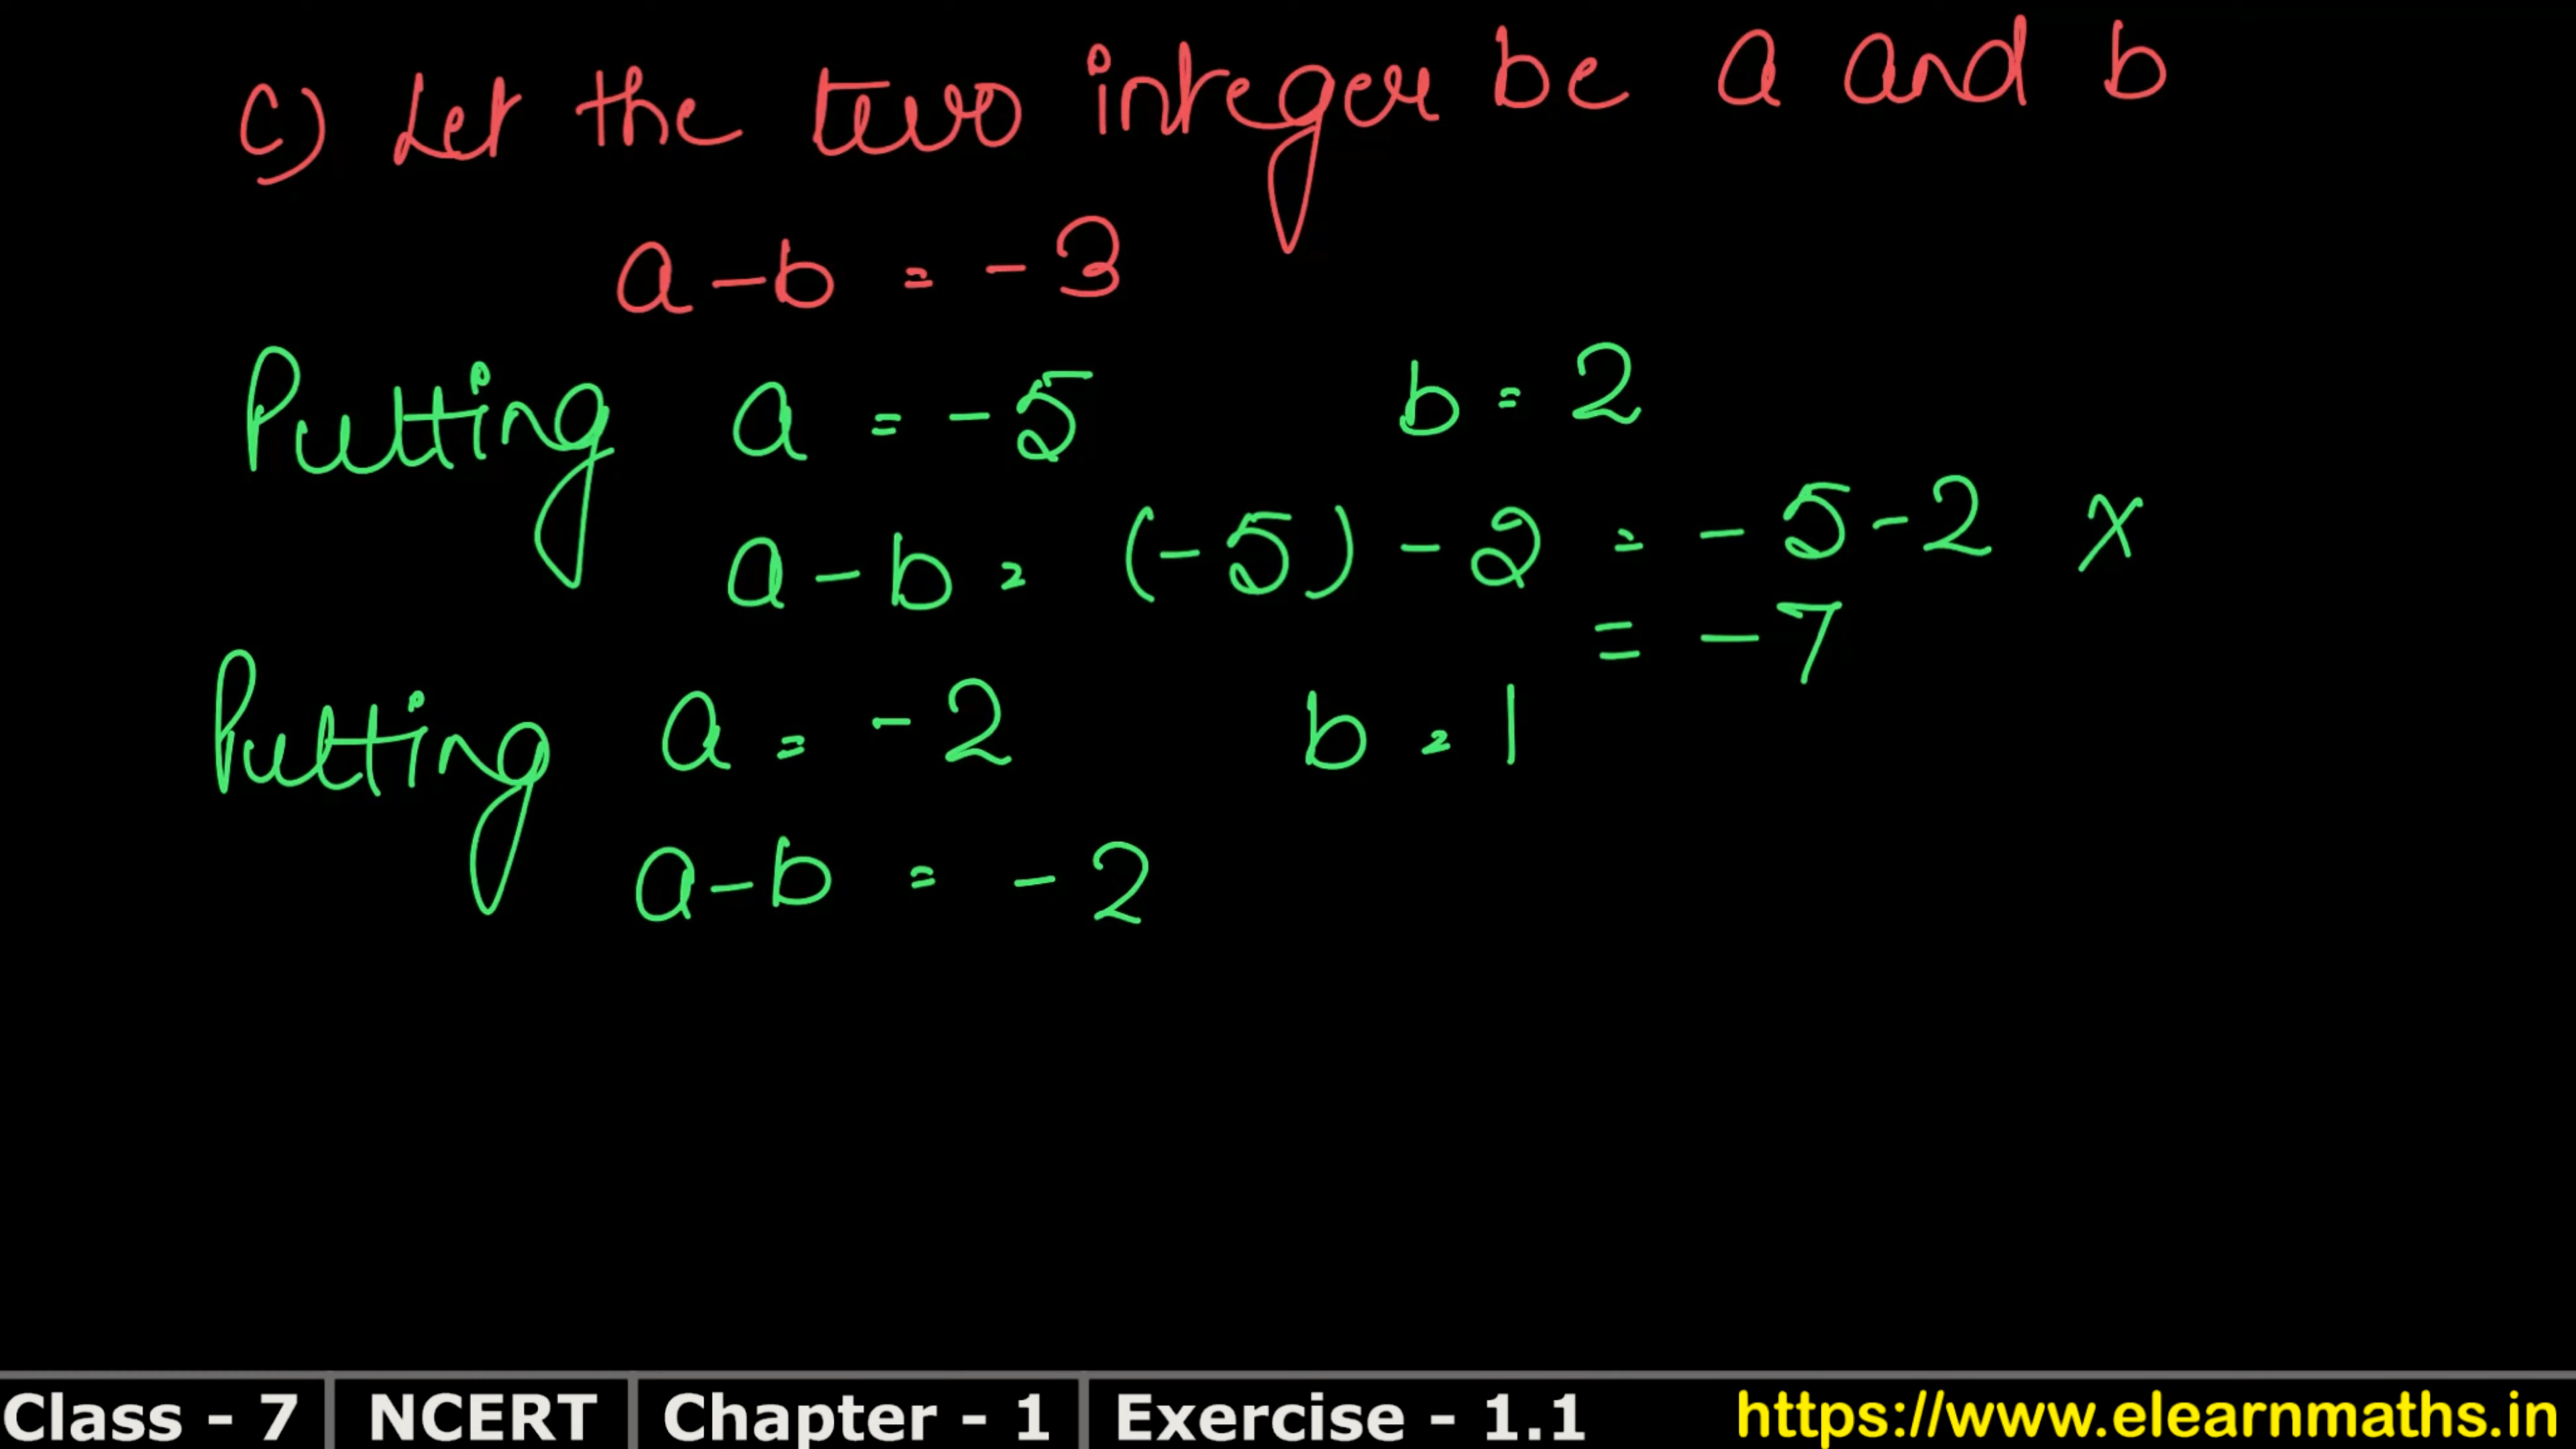 c) Let the two integer be a and b
a - b = - 3
Putting a = - 5 b = 2
a - b = (- 5) - 2 = - 5 - 2 x
= - 7
Putting a = - 2 b = 1
a - b = - 2
Class - 7 NCERT Chapter - 1 Exercise - 1.1 https://www.elearnmaths.in